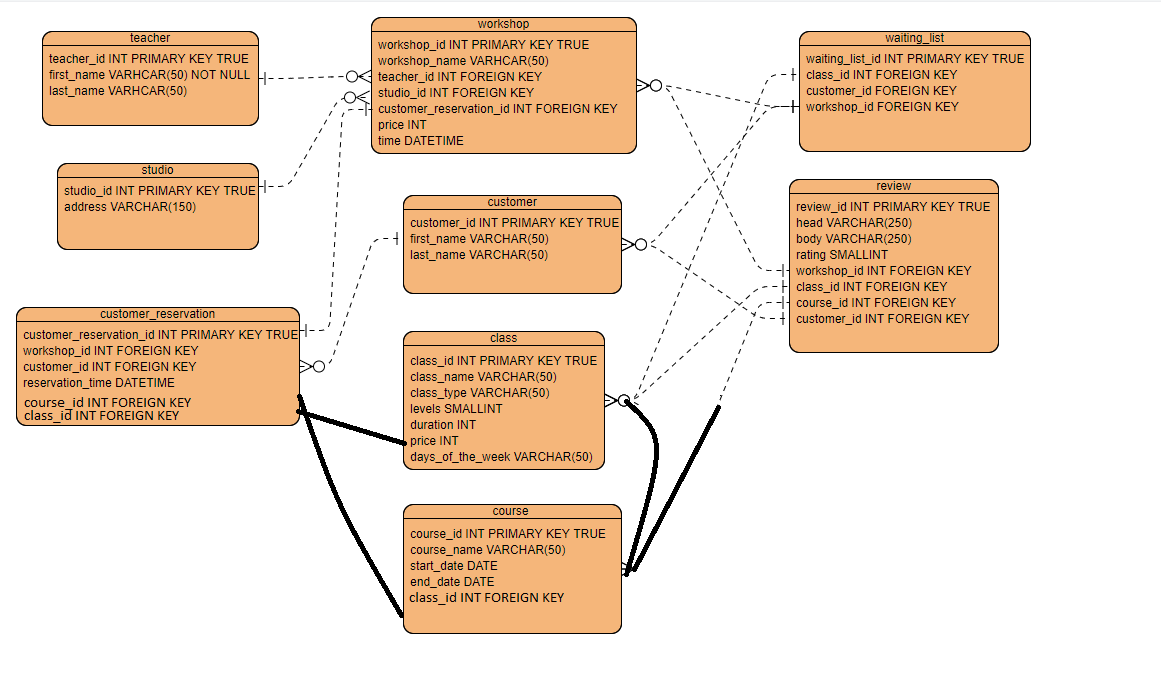 teacher
teacher_id INT PRIMARY KEY TRUE
first_name VARHCAR(50) NOT NULL
last_name VARHCAR(50)
workshop
workshop_id INT PRIMARY KEY TRUE
workshop_name VARHCAR(50)
teacher_id INT FOREIGN KEY
studio_id INT FOREIGN KEY
customer_reservation_id INT FOREIGN KEY
price INT
time DATETIME
waiting_list
waiting_list_id INT PRIMARY KEY TRUE
class_id INT FOREIGN KEY
customer_id FOREIGN KEY
workshop_id FOREIGN KEY
studio
studio_id INT PRIMARY KEY TRUE
address VARCHAR(150)
customer
customer_id INT PRIMARY KEY TRUE
first_name VARCHAR(50)
last_name VARCHAR(50)
review
review_id INT PRIMARY KEY TRUE
head VARCHAR(250)
body VARCHAR(250)
rating SMALLINT
workshop_id INT FOREIGN KEY
class_id INT FOREIGN KEY
course_id INT FOREIGN KEY
customer_id INT FOREIGN KEY
customer_reservation
customer_reservation_id INT PRIMARY KEY TRUE
workshop_id INT FOREIGN KEY
customer_id INT FOREIGN KEY
reservation_time DATETIME
course_id INT FOREIGN KEY
class_id INT FOREIGN KEY
class
class_id INT PRIMARY KEY TRUE
class_name VARCHAR(50)
class_type VARCHAR(50)
levels SMALLINT
duration INT
price INT
days_of_the_week VARCHAR(50)
course
course_id INT PRIMARY KEY TRUE
course_name VARCHAR(50)
start_date DATE
end_date DATE
class_id INT FOREIGN KEY